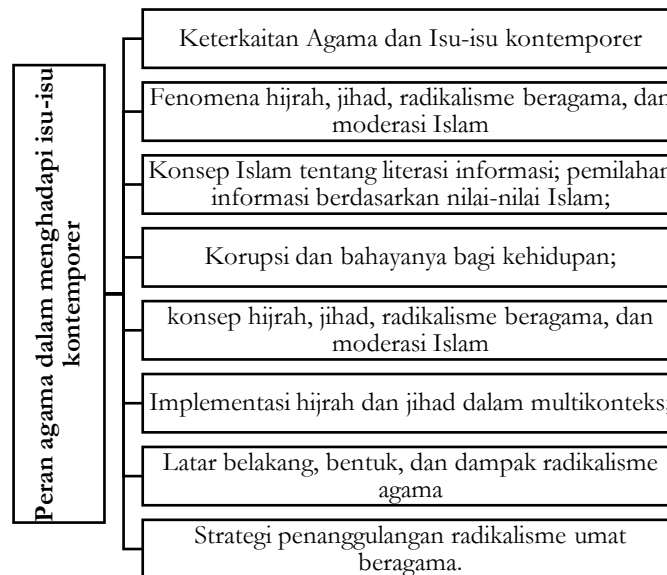 Peran agama dalam menghadapi isu-isu
kontemporer
Keterkaitan Agama dan Isu-isu kontemporer
Fenomena hijrah, jihad, radikalisme beragama, dan
moderasi Islam
Konsep Islam tentang literasi informasi; pemilahan
informasi berdasarkan nilai-nilai Islam;
Korupsi dan bahayanya bagi kehidupan;
konsep hijrah, jihad, radikalisme beragama, dan
moderasi Islam
Implementasi hijrah dan jihad dalam multikonteks;
Latar belakang, bentuk, dan dampak radikalisme
agama
Strategi penanggulangan radikalisme umat
beragama.